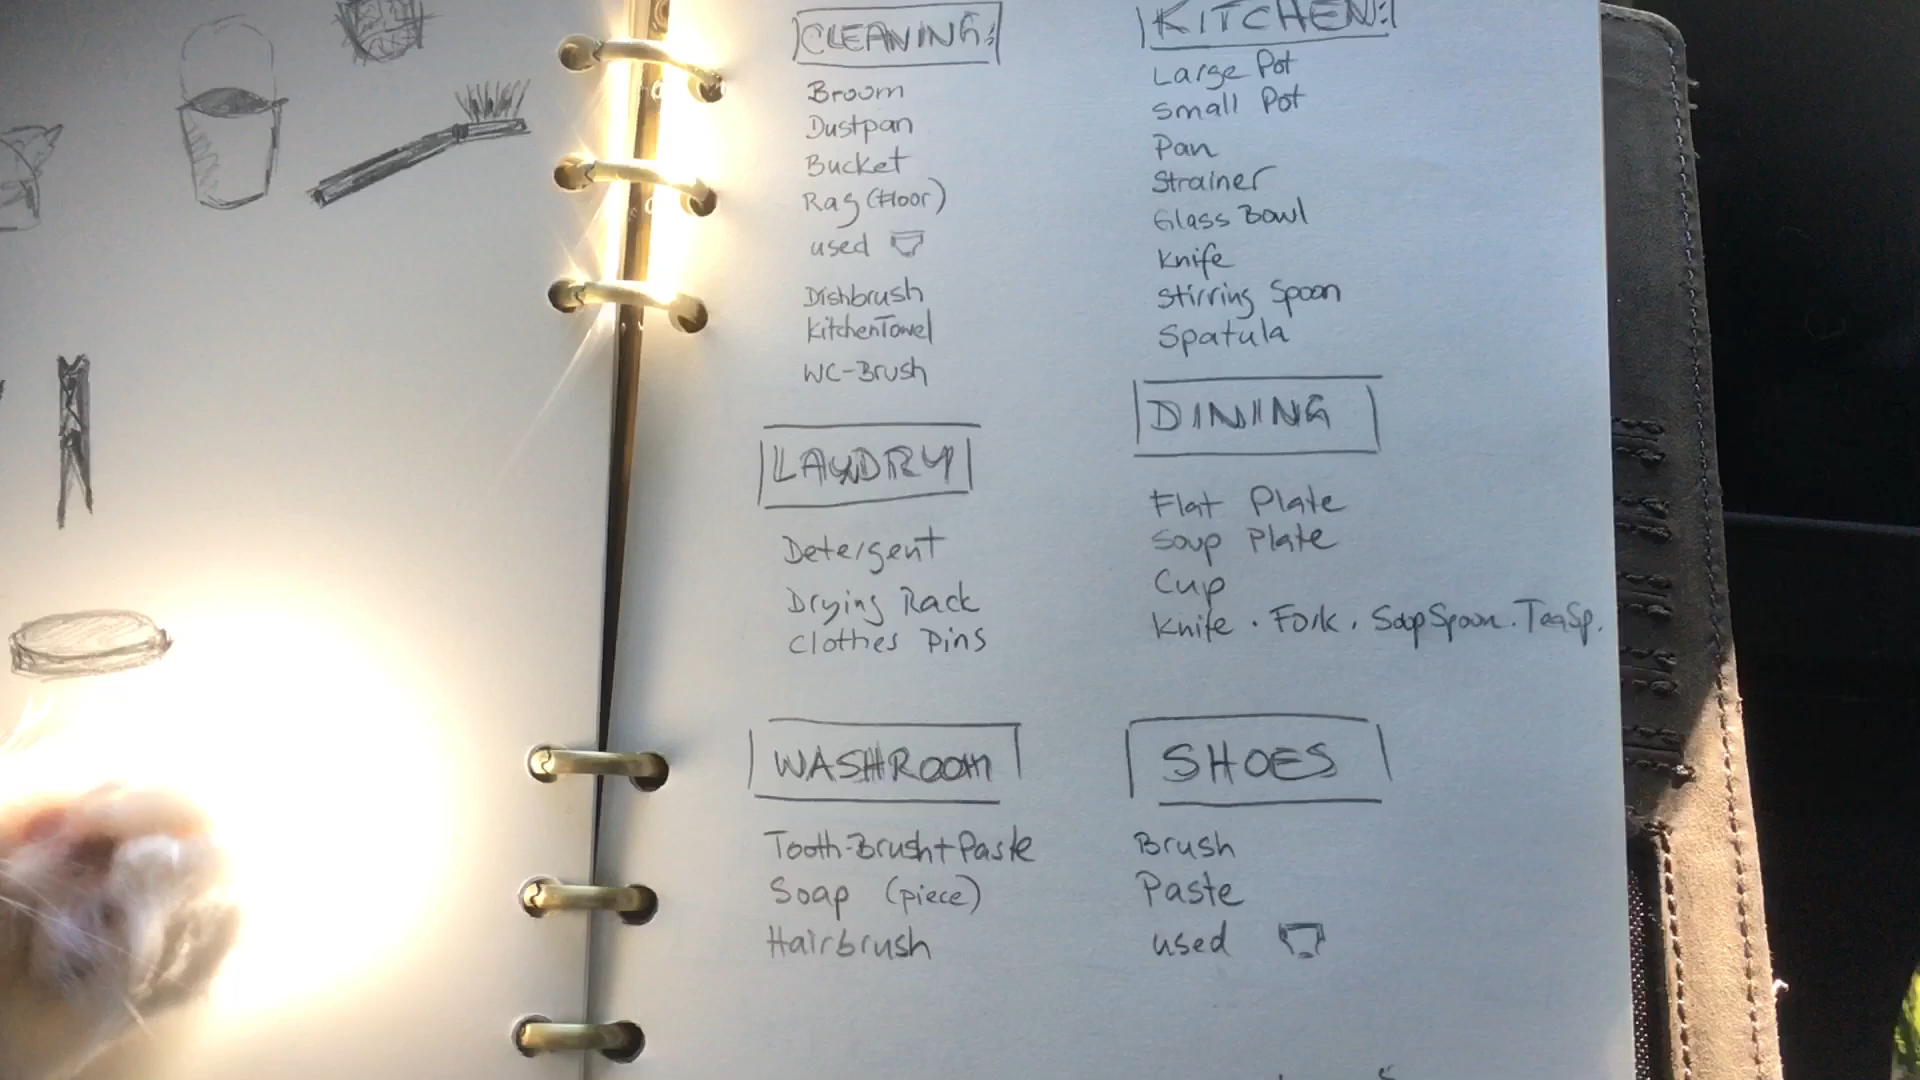 CLEANING:
Broom
Dustpan
Bucket
Rag (Floor)
used
Dishbrush
KitchenTowel
WC-Brush
LAUNDRY
Detergent
Drying Rack
Clothes Pins
WASHROOM
Tooth-Brush+Paste
Soap (piece)
Hairbrush
KITCHEN:
Large Pot
Small Pot
Pan
Strainer
Glass Bowl
Knife
Stirring Spoon
Spatula
DINING
Flat Plate
Soup Plate
Cup
Knife . Fork . SoupSpoon . TeaSp.
SHOES
Brush
Paste
used